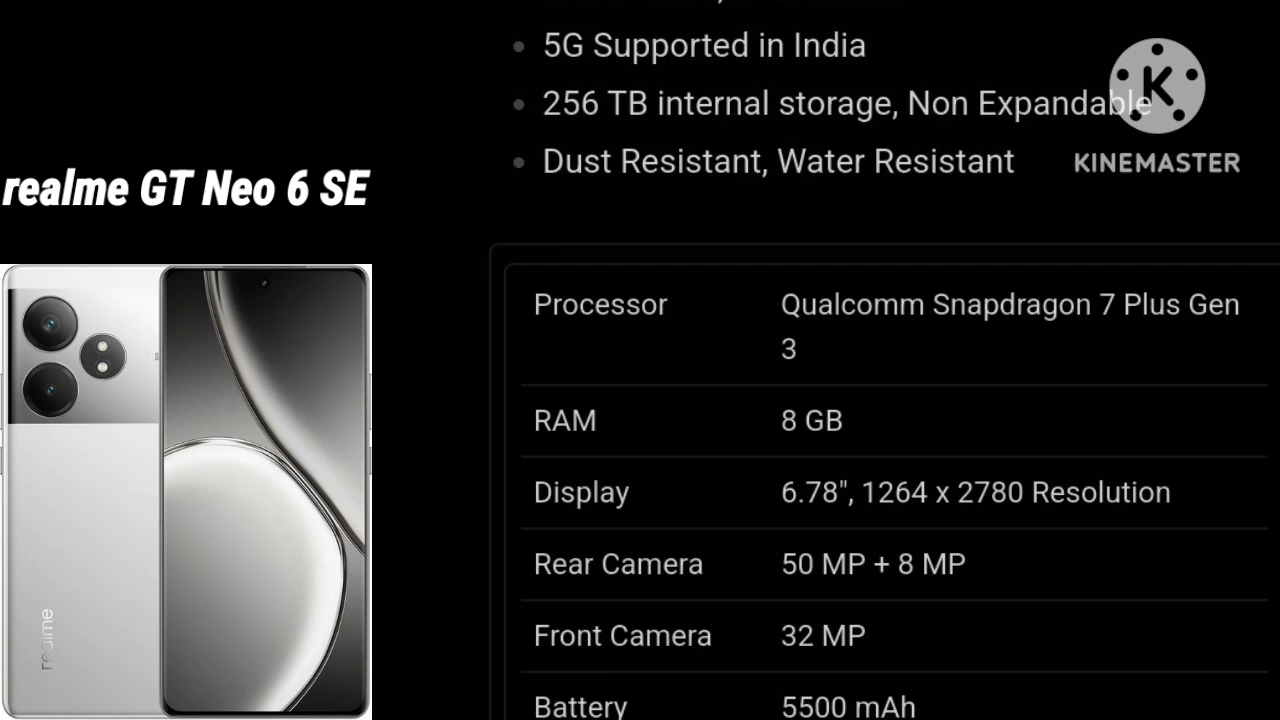 5G Supported in India
256 TB internal storage, Non Expandable
Dust Resistant, Water Resistant
KINEMASTER
realme GT Neo 6 SE
Processor Qualcomm Snapdragon 7 Plus Gen
3
RAM 8 GB
Display 6.78", 1264 x 2780 Resolution
Rear Camera 50 MP + 8 MP
Front Camera 32 MP
Battery 5500 mAh
realme